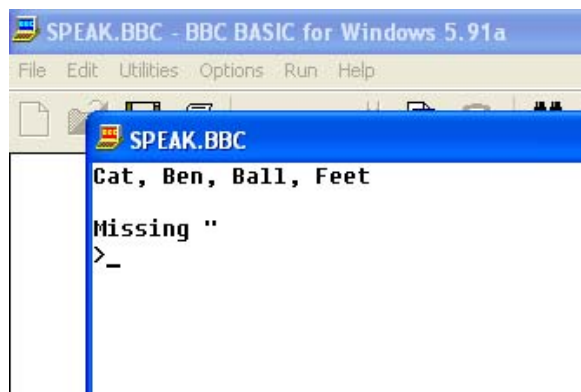 SPEAK.BBC - BBC BASIC for Windows 5.91a
File Edit Utilities Options Run Help
SPEAK.BBC
Cat, Ben, Ball, Feet
Missing "
>_